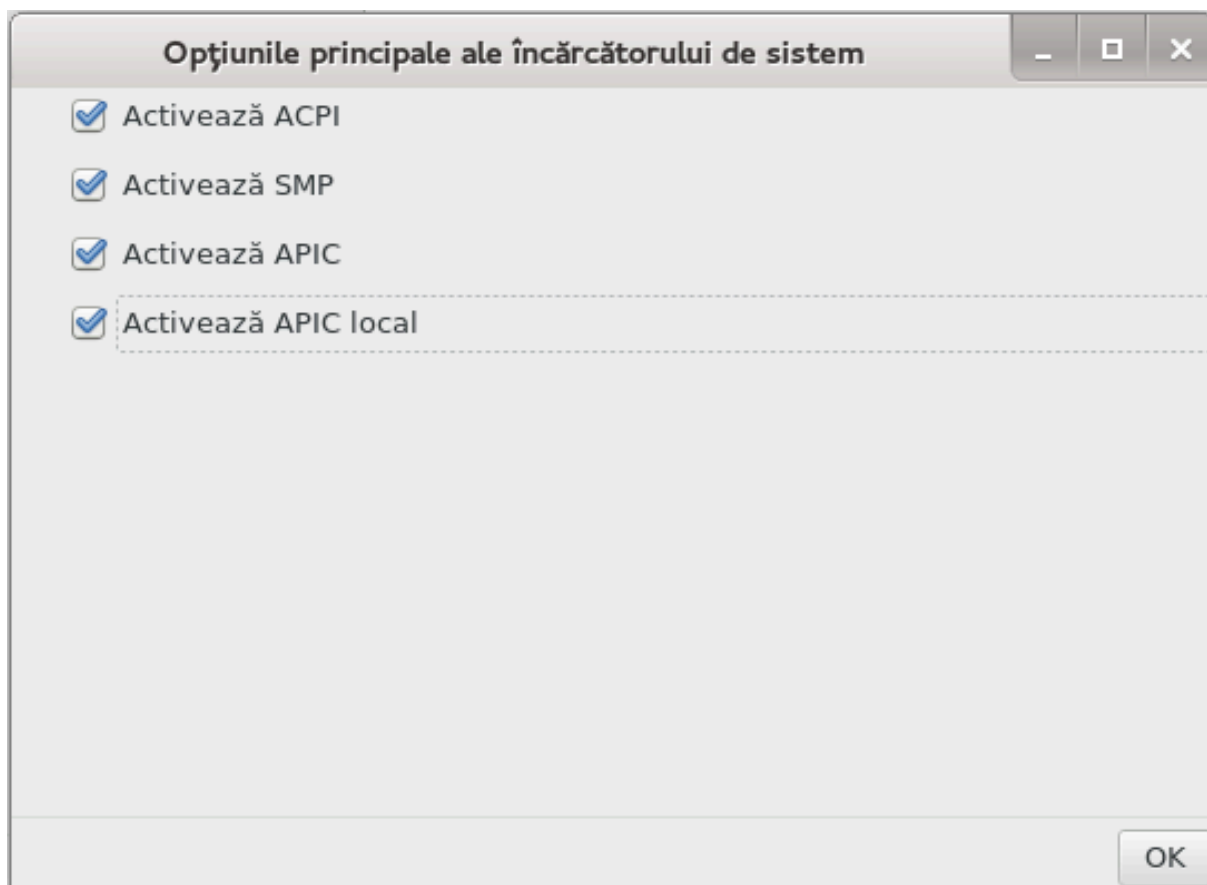 Opţiunile principale ale încărcătorului de sistem
Activează ACPI
Activează SMP
Activează APIC
Activează APIC local
OK